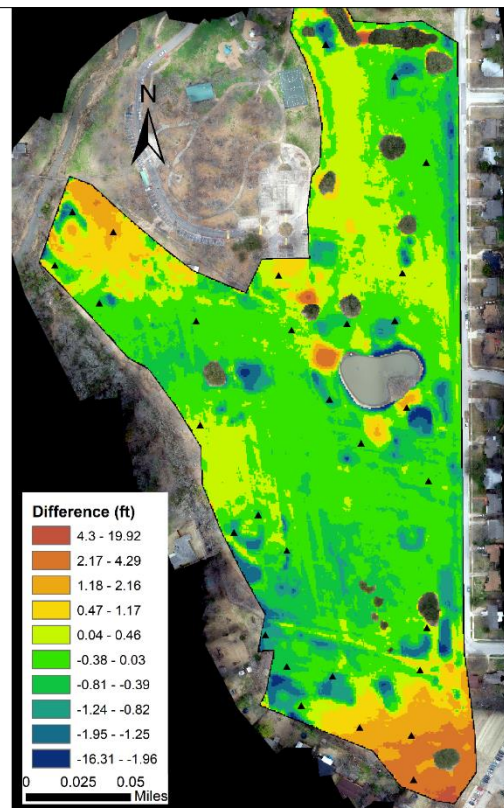 N
Difference (ft)
4.3 - 19.92
2.17 - 4.29
1.18 - 2.16
0.47 - 1.17
0.04 - 0.46
-0.38 - 0.03
-0.81 - -0.39
-1.24 - -0.82
-1.95 - -1.25
-16.31 - -1.96
0 0.025 0.05
Miles